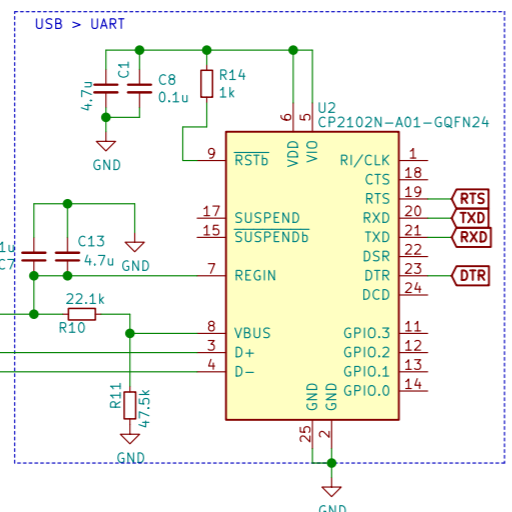 USB > UART
4.7u
C1
C8
0.1u
R14
1k
GND
U2
CP2102N-A01-GQFN24
6
5
VDD
VIO
9
RSTb
RI/CLK
1
CTS
18
RTS
19
RTS
17
SUSPEND
RXD
20
TXD
15
SUSPENDb
TXD
21
RXD
DSR
22
7
REGIN
DTR
23
DTR
DCD
24
1u
C7
C13
4.7u
GND
22.1k
R10
8
VBUS
GPIO.3
11
3
D+
GPIO.2
12
4
D-
GPIO.1
13
GPIO.0
14
R11
47.5k
GND
GND
GND
25
2
GND